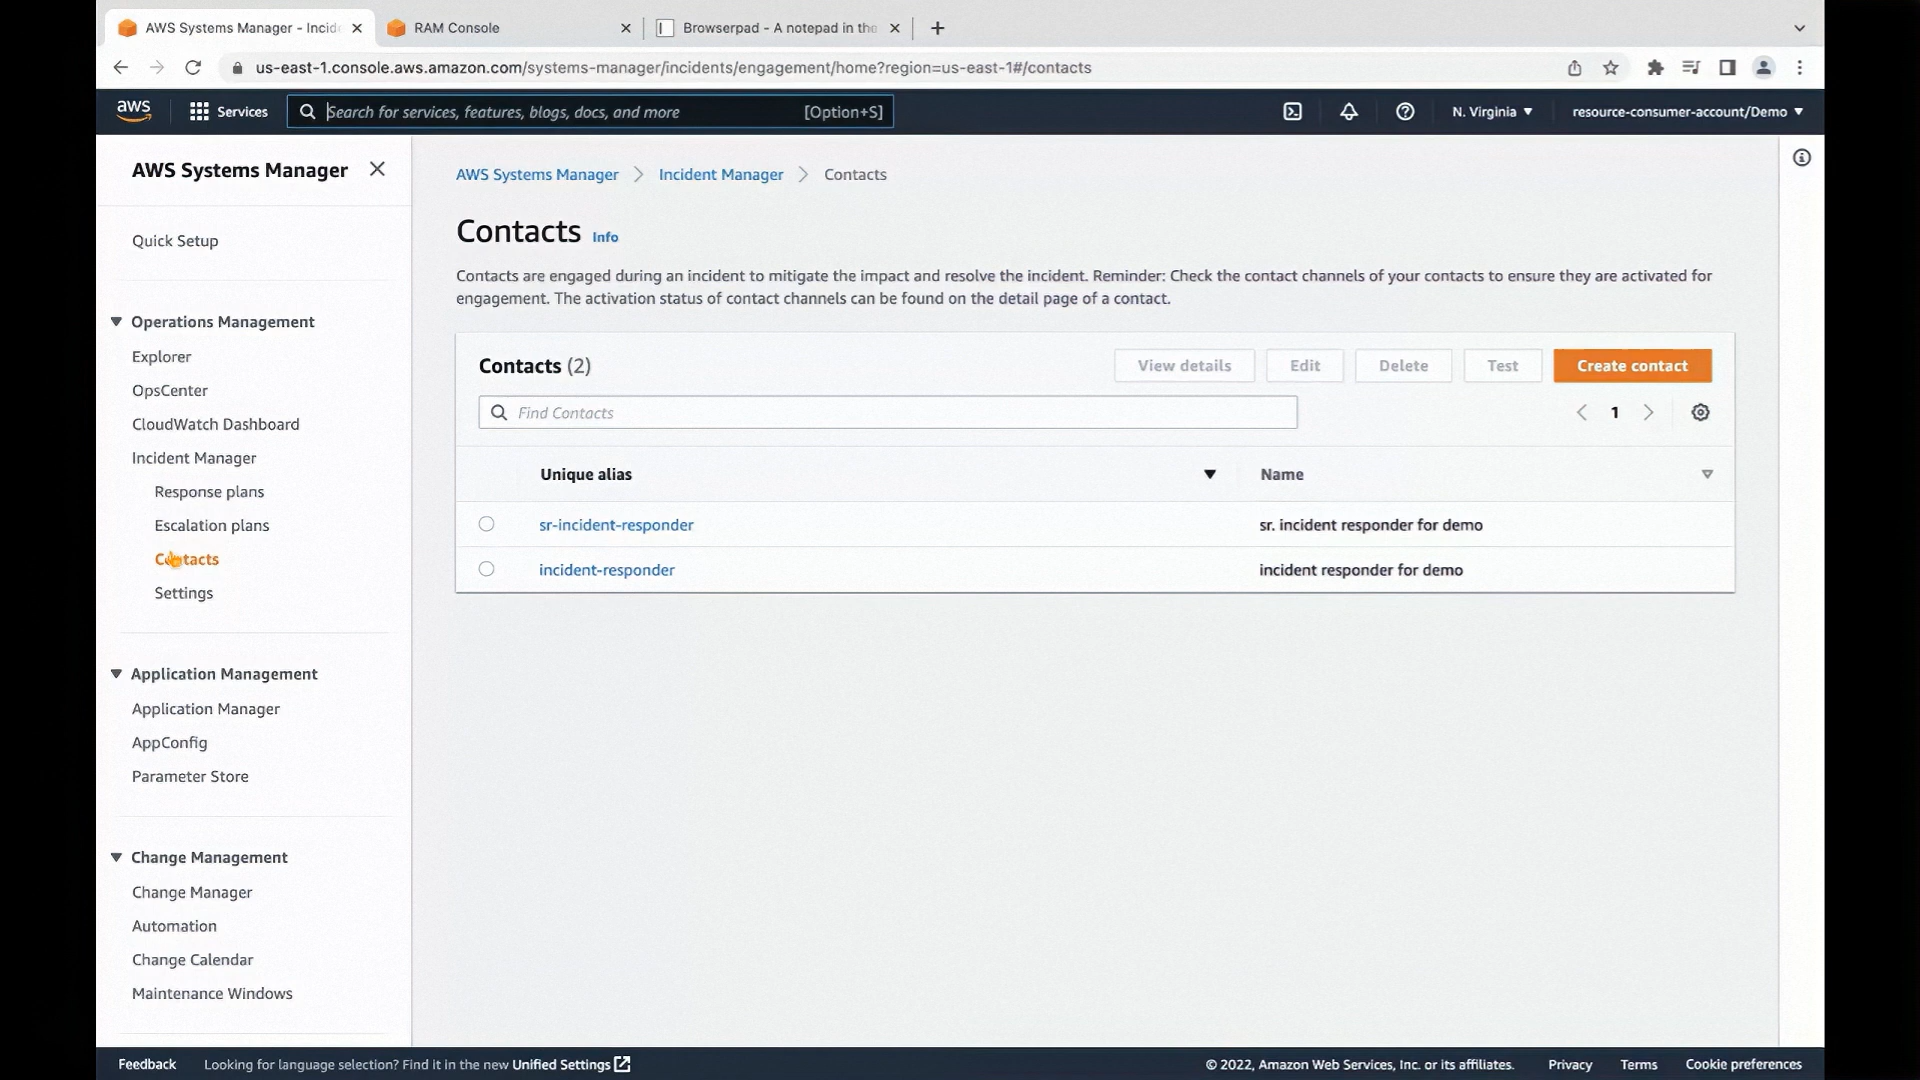 AWS Systems Manager - Incid
RAM Console
Browserpad - A notepad in the
us-east-1.console.aws.amazon.com/systems-manager/incidents/engagement/home?region=us-east-1#/contacts
aws
Services
Search for services, features, blogs, docs, and more
[Option+S]
N. Virginia
resource-consumer-account/Demo
AWS Systems Manager
Quick Setup
Operations Management
Explorer
OpsCenter
CloudWatch Dashboard
Incident Manager
Response plans
Escalation plans
Contacts
Settings
Application Management
Application Manager
AppConfig
Parameter Store
Change Management
Change Manager
Automation
Change Calendar
Maintenance Windows
AWS Systems Manager
Incident Manager
Contacts
Contacts Info
Contacts are engaged during an incident to mitigate the impact and resolve the incident. Reminder: Check the contact channels of your contacts to ensure they are activated for
engagement. The activation status of contact channels can be found on the detail page of a contact.
Contacts (2)
View details
Edit
Delete
Test
Create contact
Find Contacts
1
Unique alias
Name
sr-incident-responder
sr. incident responder for demo
incident-responder
incident responder for demo
Feedback
Looking for language selection? Find it in the new Unified Settings
© 2022, Amazon Web Services, Inc. or its affiliates.
Privacy
Terms
Cookie preferences